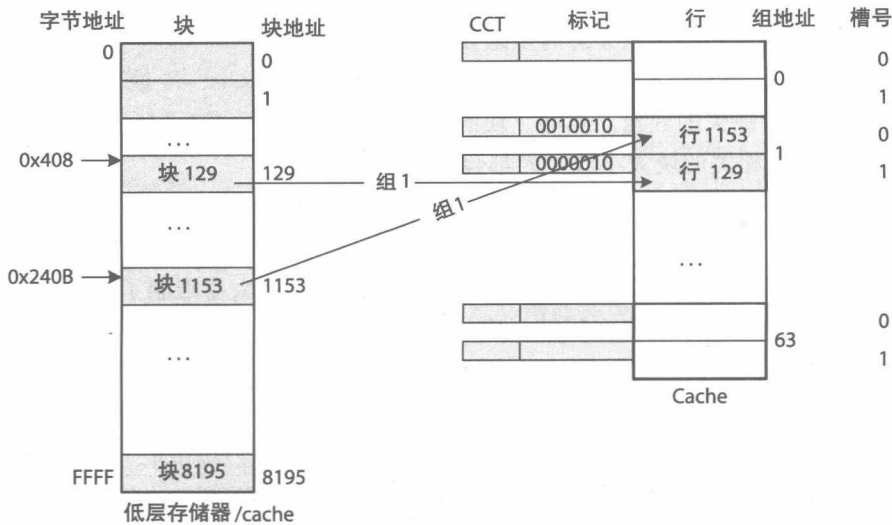 字节地址 块 块地址 CCT 标记 行 组地址 槽号
0 0 0
1 0
1
… 0010010 行 1153 0
0x408 块 129 129 组1 0000010 行 129 1 1
… 组1
0x240B 块 1153 1153 …
… 0
63
1
Cache
FFFF 块 8195 8195
低层存储器/cache